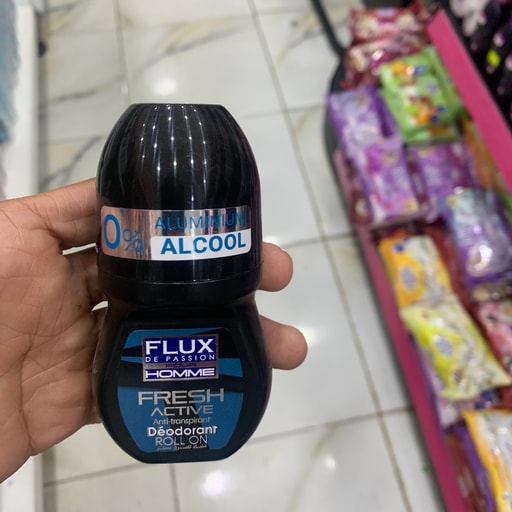 0%
ALUMINIUM
ALCOOL
FLUX
DE PASSION
HOMME
FRESH
ACTIVE
Anti-transpirant
Déodorant
ROLL ON